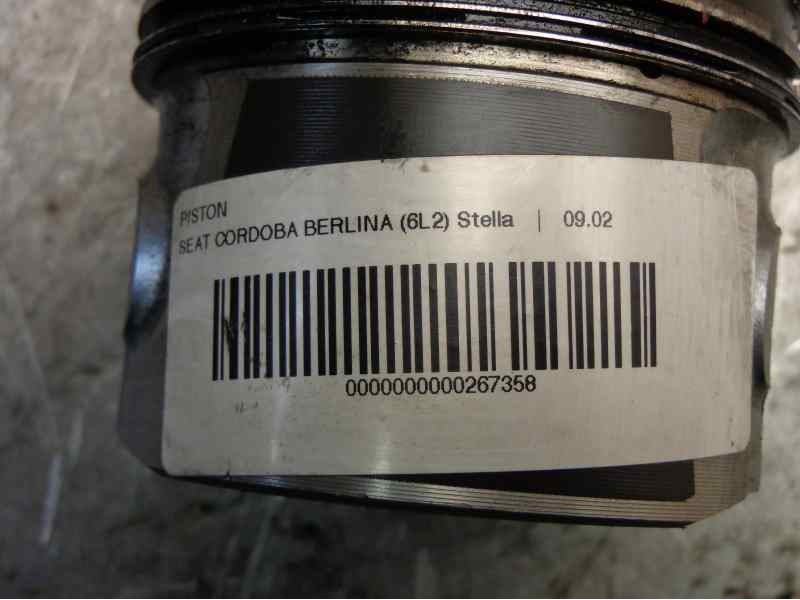 PISTON
SEAT CORDOBA BERLINA (6L2) Stella | 09.02
0000000000267358